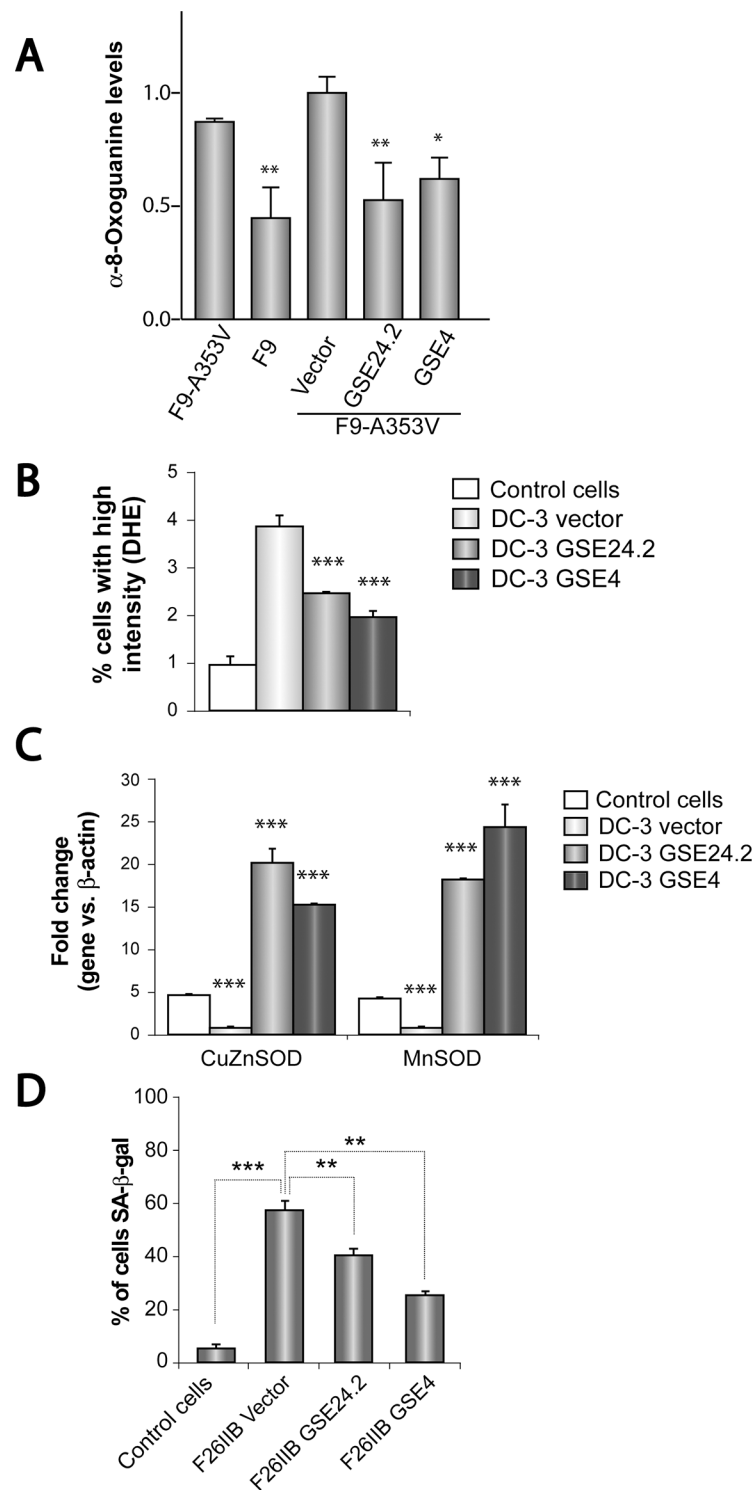 A
α-8-Oxoguanine levels
1.0
0.5
0.0
**
**
*
F9-A353V
F9
Vector
GSE24.2
GSE4
F9-A353V
B
% cells with high
intensity (DHE)
5
4
3
2
1
0
***
***
Control cells
DC-3 vector
DC-3 GSE24.2
DC-3 GSE4
C
Fold change
(gene vs. β-actin)
30
25
20
15
10
5
0
***
***
***
***
***
***
CuZnSOD
MnSOD
Control cells
DC-3 vector
DC-3 GSE24.2
DC-3 GSE4
D
% of cells SA-β-gal
100
80
60
40
20
0
***
**
**
Control cells
F26IIB Vector
F26IIB GSE24.2
F26IIB GSE4